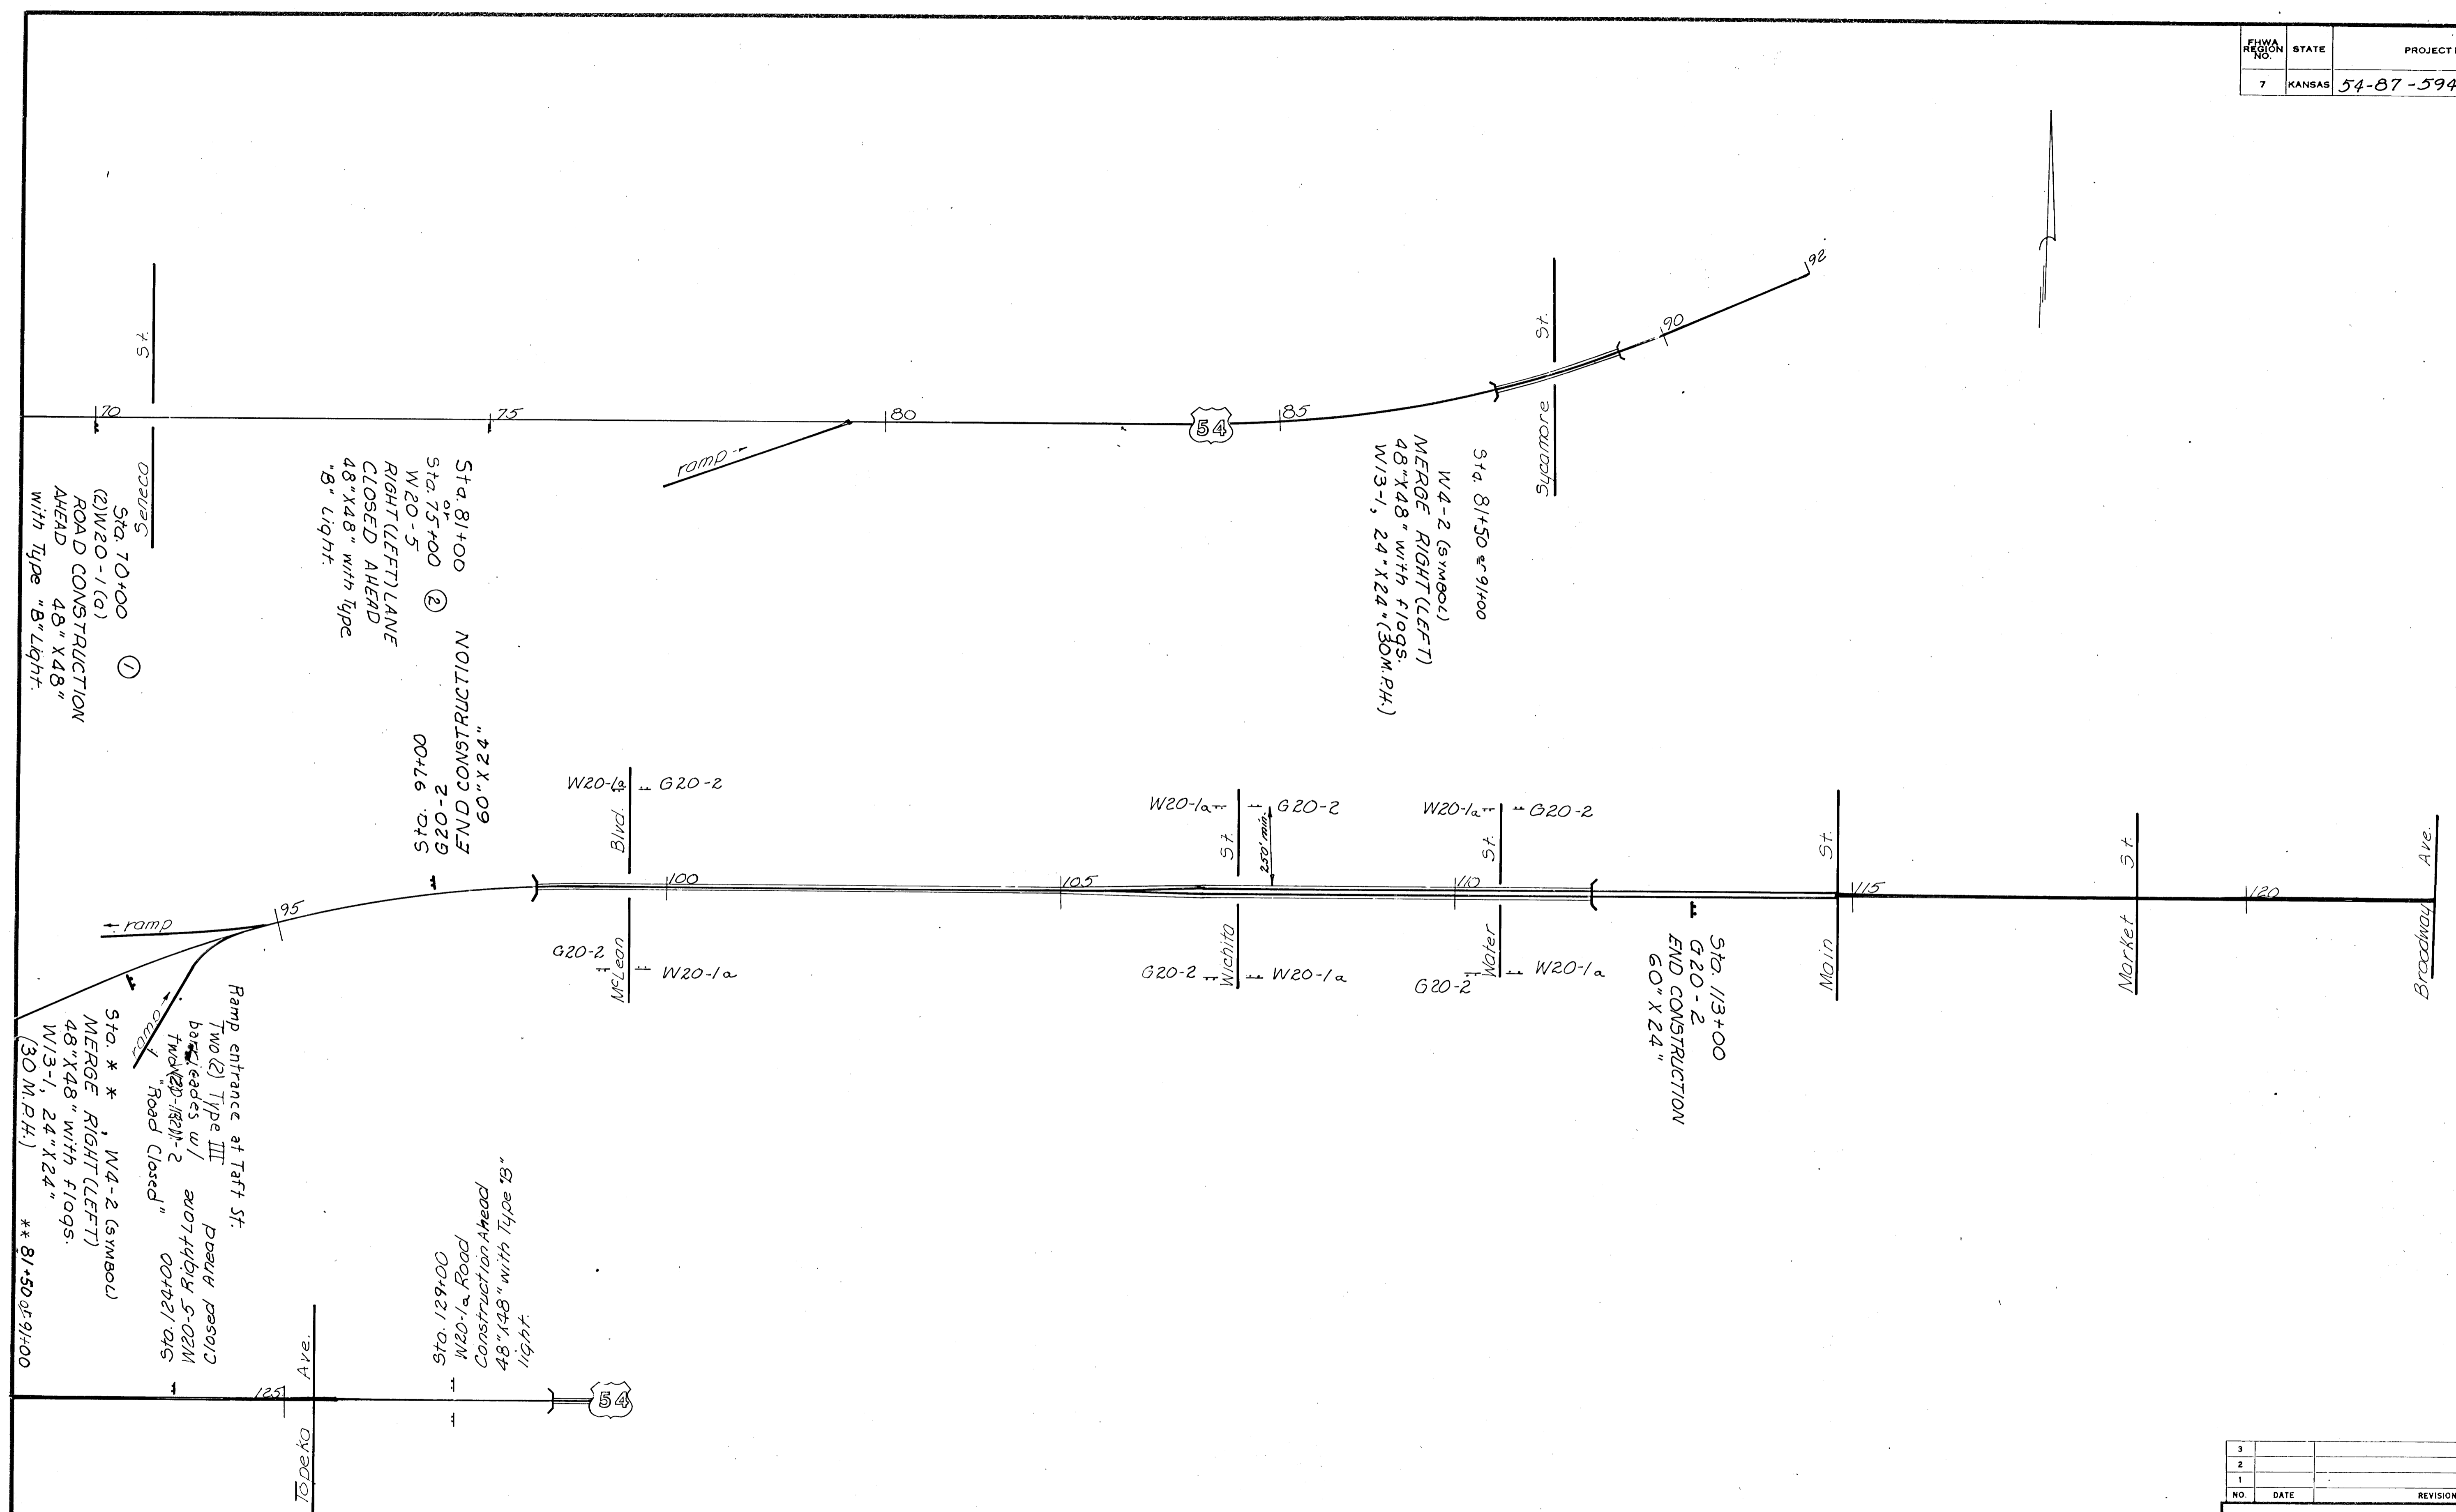 FHWA REGION NO.
STATE
PROJECT
7
KANSAS
54-87-594
92
90
St.
Sycamore
St.
Seneca
70
75
80
54
85
ramp
Sta. 81+50 or 91+00
W4-2 (SYMBOL)
MERGE RIGHT (LEFT)
48"X48" with flags.
W13-1, 24"X24" (30M.P.H.)
Sta. 81+00
or
Sta. 75+00 ②
W20-5
RIGHT (LEFT) LANE
CLOSED AHEAD
48"X48" with Type
"B" Light.
Sta. 70+00 ①
(2)W20-1(a)
ROAD CONSTRUCTION
AHEAD 48"X48"
with Type "B" Light.
60"X24"
END CONSTRUCTION
G20-2
Sta. 97+00
W20-1a
G20-2
Blvd.
McLean
G20-2
W20-1a
W20-1a
G20-2
St.
250' min.
Wichita
G20-2
W20-1a
W20-1a
G20-2
St.
Water
G20-2
W20-1a
St.
Main
St.
Market
Ave.
Broadway
95
100
105
110
115
120
ramp
ramp
Sta. 113+00
G20-2
END CONSTRUCTION
60"X24"
Ramp entrance at Taft St.
Two (2) Type III
barricades w/
"Road Closed"
Sta. ** , W4-2 (SYMBOL)
MERGE RIGHT (LEFT)
48"X48" with flags.
W13-1, 24"X24"
(30 M.P.H.)
** 81+50 or 91+00
Closed Ahead
W20-5 Right Lane
Sta. 124+00
Sta. 129+00
W20-1a Road
Construction Ahead
48"X48" with Type "B"
light.
125
Ave.
Topeka
54
3
2
1
NO.
DATE
REVISION